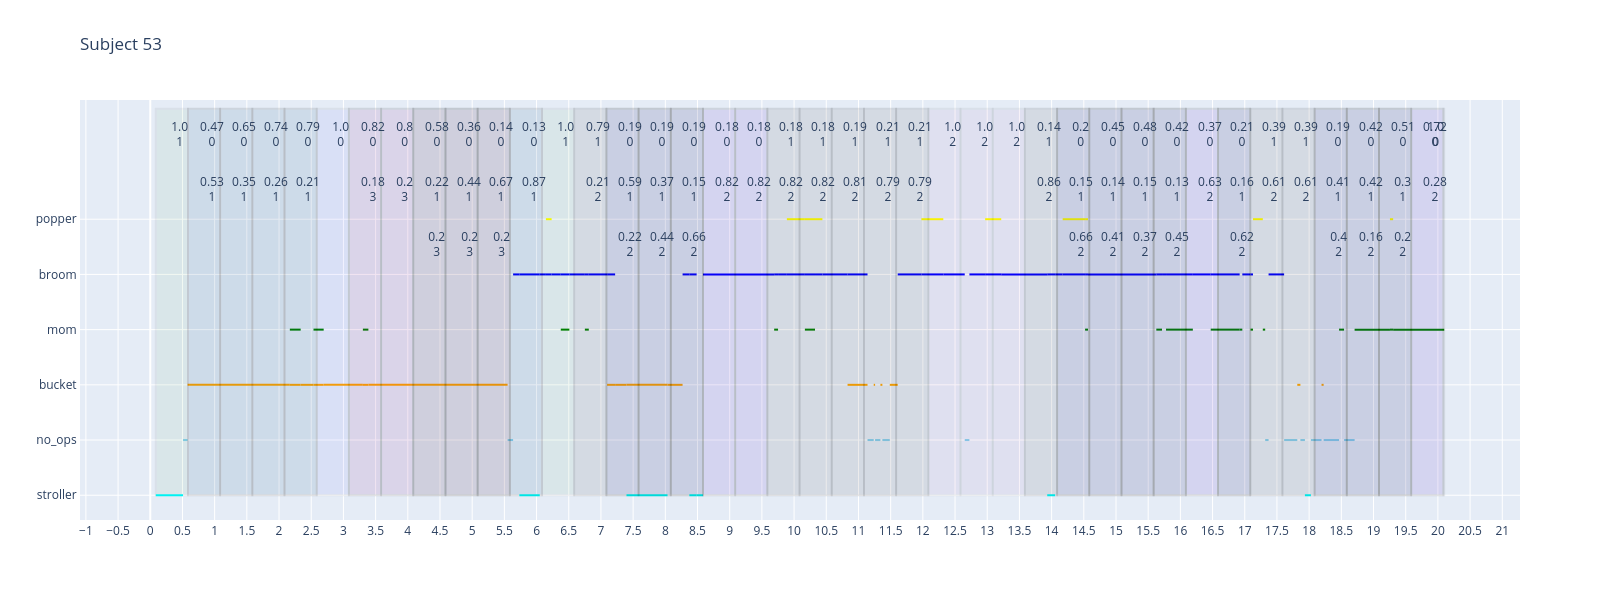 Subject 53
1.0 0.47 0.65 0.74 0.79 1.0 0.82 0.8 0.58 0.36 0.14 0.13 1.0 0.79 0.19 0.19 0.19 0.18 0.18 0.18 0.18 0.19 0.21 0.21 1.0 1.0 1.0 0.14 0.2 0.45 0.48 0.42 0.37 0.21 0.39 0.39 0.19 0.42 0.51 0.72
1 0 0 0 0 0 0 0 0 0 0 0 1 1 0 0 0 0 0 1 1 1 1 1 2 2 2 1 0 0 0 0 0 0 1 1 0 0 0 0
0.53 0.35 0.26 0.21 0.18 0.2 0.22 0.44 0.67 0.87 0.21 0.59 0.37 0.15 0.82 0.82 0.82 0.82 0.81 0.79 0.79 0.86 0.15 0.14 0.15 0.13 0.63 0.16 0.61 0.61 0.41 0.42 0.3 0.28
1 1 1 1 3 3 1 1 1 1 2 1 1 1 2 2 2 2 2 2 2 2 1 1 1 1 2 1 2 2 1 1 1 2
popper
0.2 0.2 0.2 0.22 0.44 0.66 0.66 0.41 0.37 0.45 0.62 0.4 0.16 0.2
3 3 3 2 2 2 2 2 2 2 2 2 2 2
broom
mom
bucket
no_ops
stroller
−1 −0.5 0 0.5 1 1.5 2 2.5 3 3.5 4 4.5 5 5.5 6 6.5 7 7.5 8 8.5 9 9.5 10 10.5 11 11.5 12 12.5 13 13.5 14 14.5 15 15.5 16 16.5 17 17.5 18 18.5 19 19.5 20 20.5 21